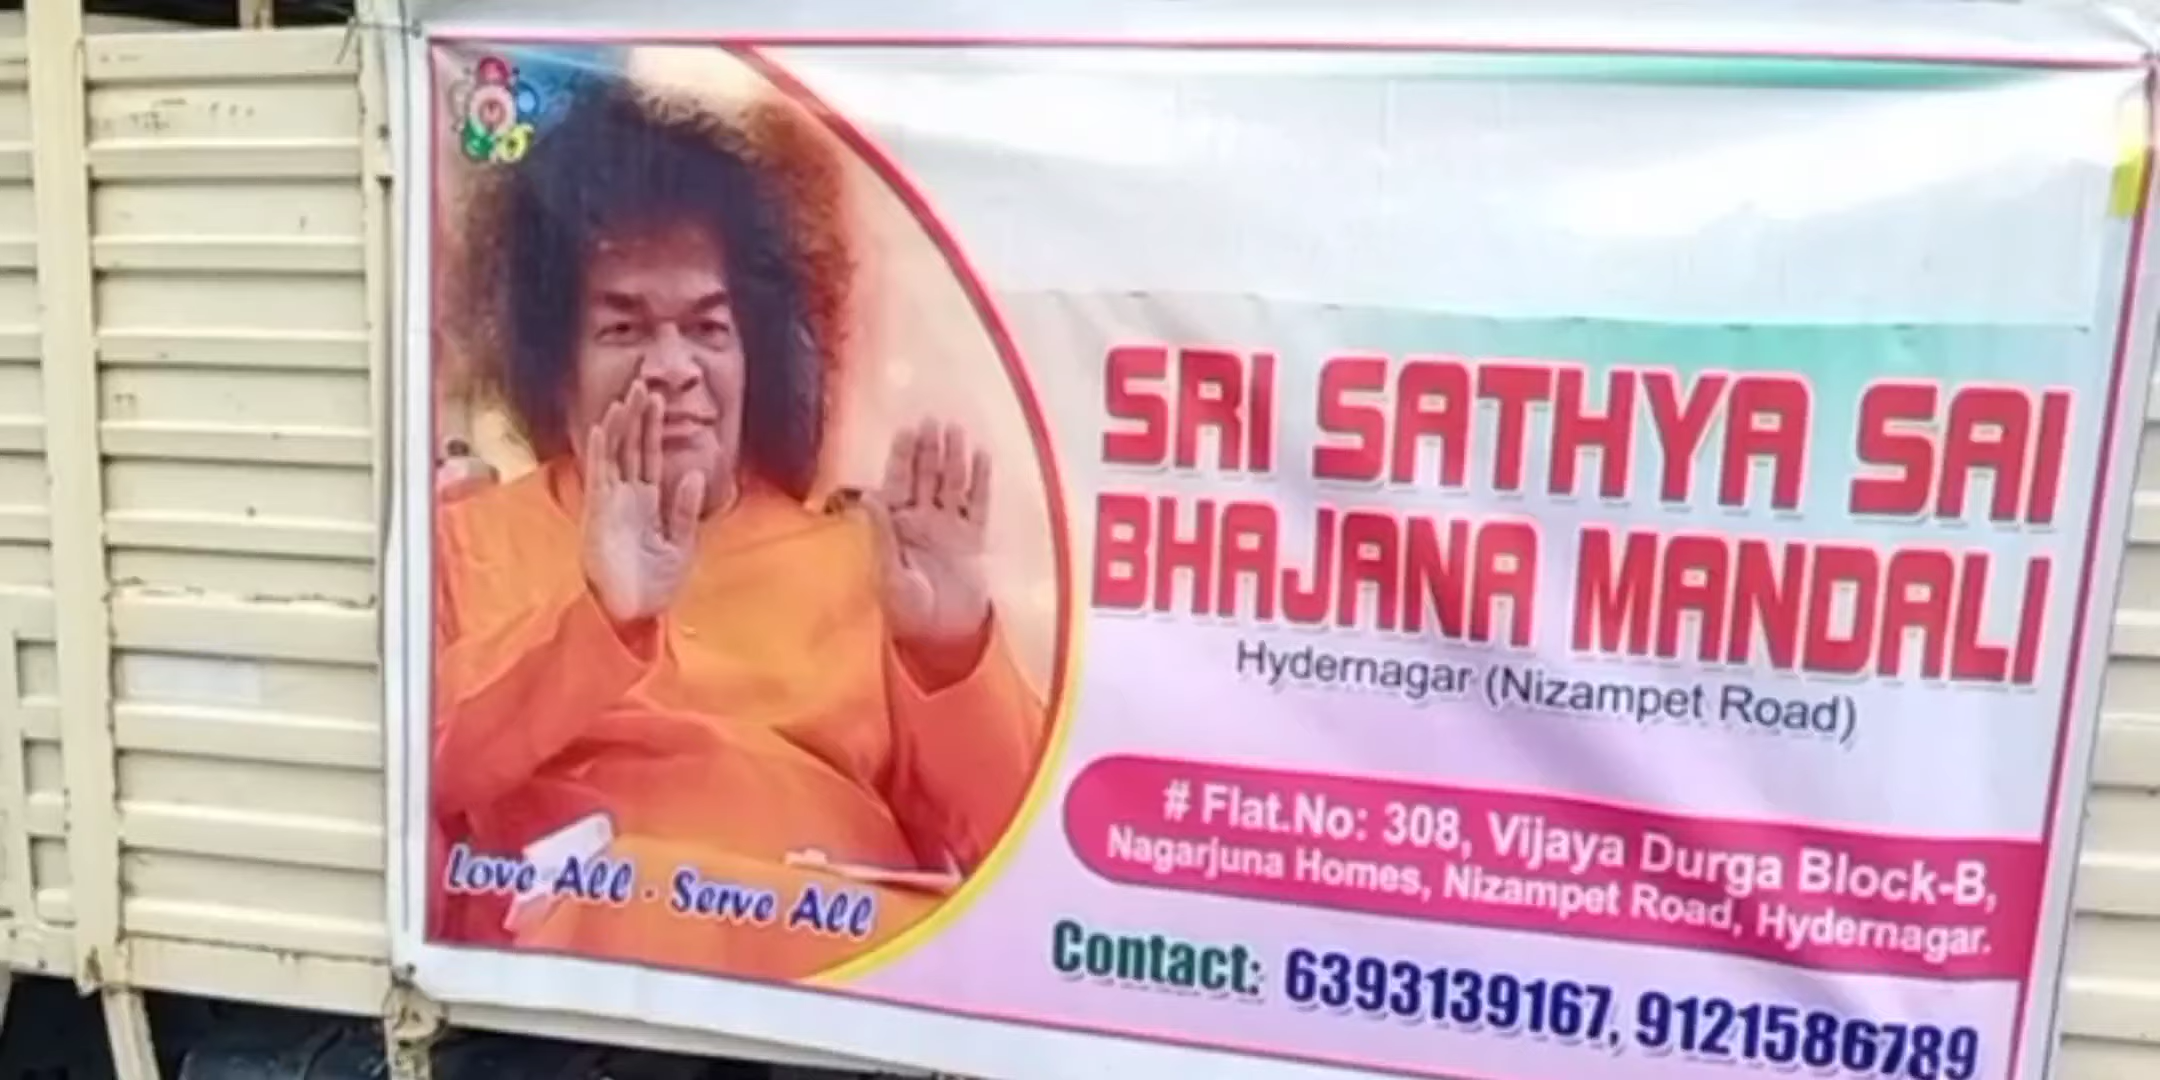 SRI SATHYA SAI
BHAJANA MANDALI
Hydernagar (Nizampet Road)
# Flat.No: 308, Vijaya Durga Block-B,
Nagarjuna Homes, Nizampet Road, Hydernagar.
Contact: 6393139167, 9121586789
Love All - Serve All